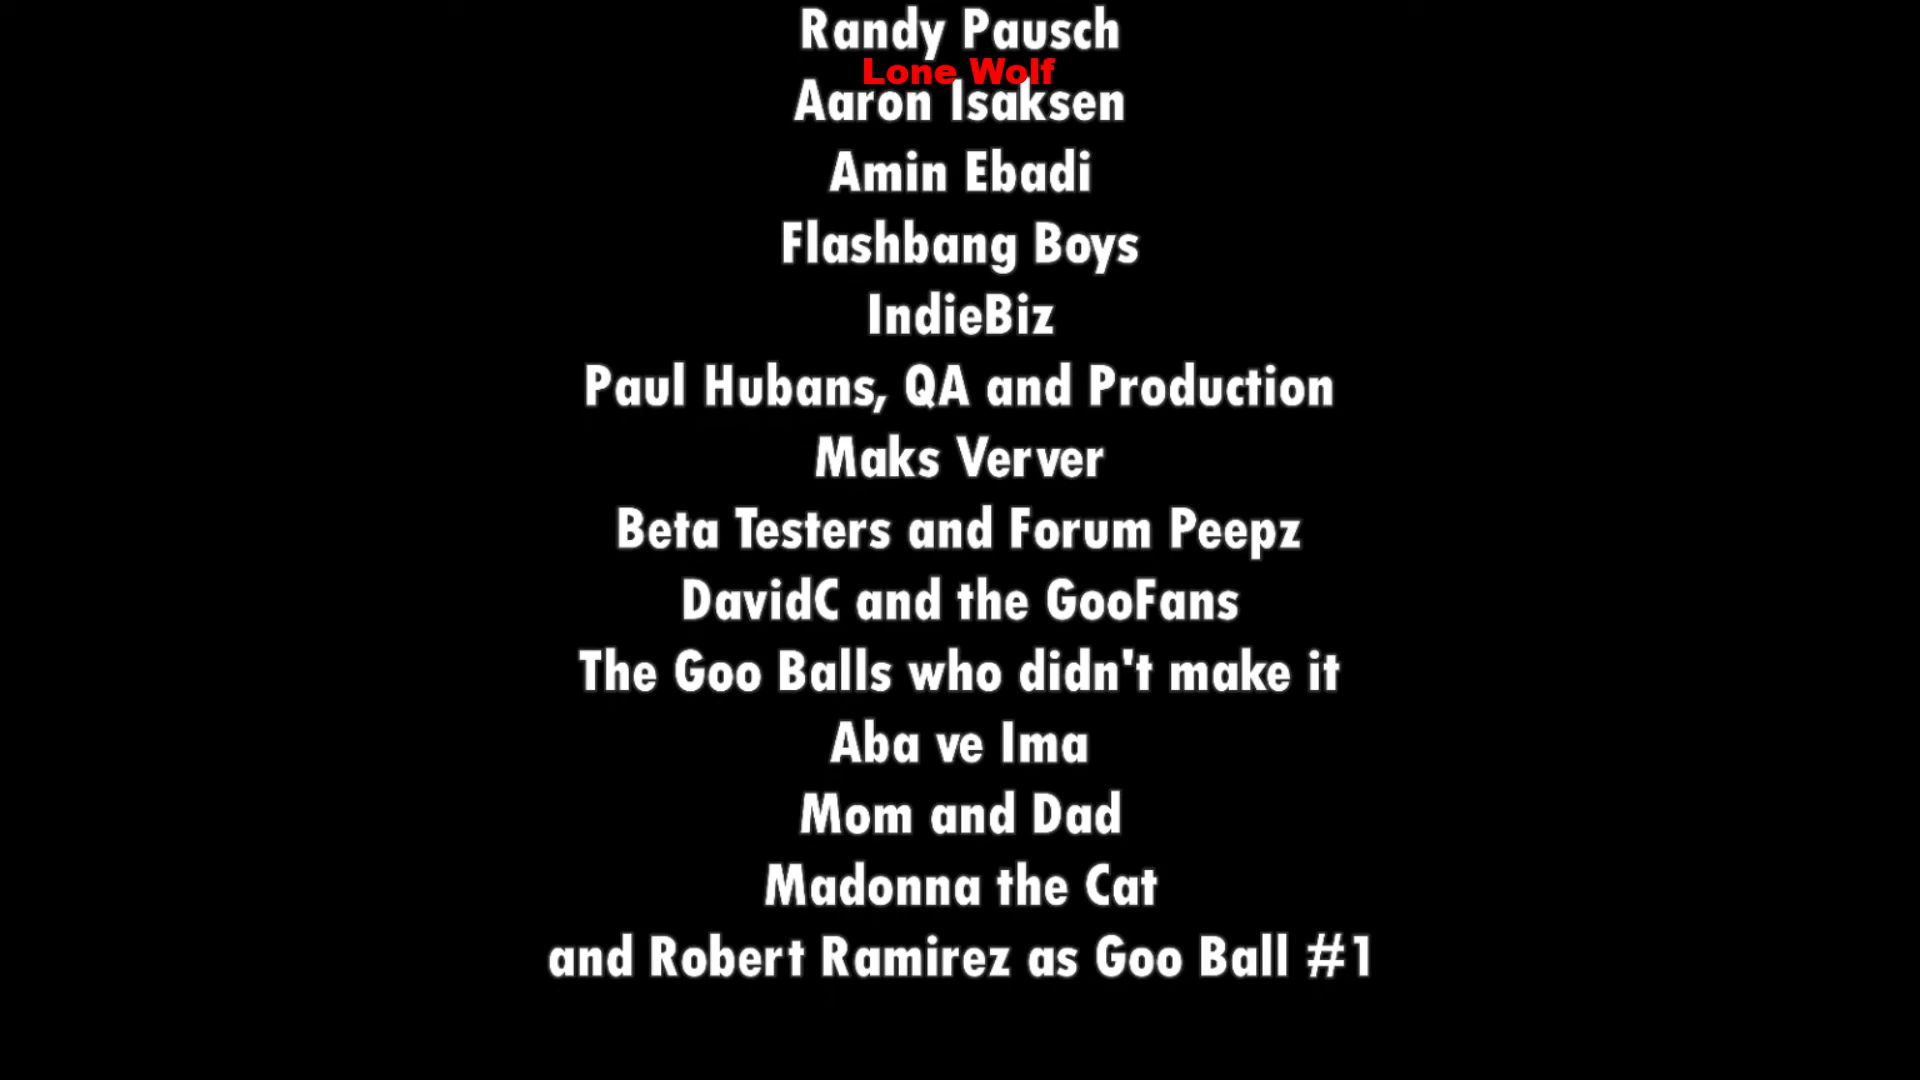 Randy Pausch
Lone Wolf
Aaron Isaksen
Amin Ebadi
Flashbang Boys
IndieBiz
Paul Hubans, QA and Production
Maks Verver
Beta Testers and Forum Peepz
DavidC and the GooFans
The Goo Balls who didn't make it
Aba ve Ima
Mom and Dad
Madonna the Cat
and Robert Ramirez as Goo Ball #1